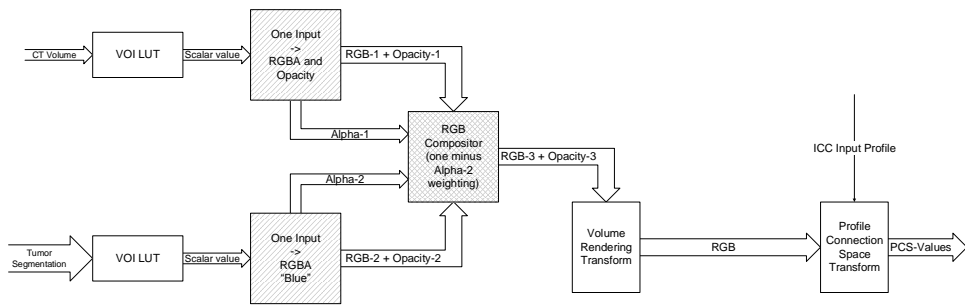 CT Volume
VOI LUT
Scalar value
One Input
->
RGBA and
Opacity
RGB-1 + Opacity-1
Alpha-1
RGB
Compositor
(one minus
Alpha-2
weighting)
RGB-3 + Opacity-3
ICC Input Profile
Alpha-2
Tumor
Segmentation
VOI LUT
Scalar value
One Input
->
RGBA
“Blue”
RGB-2 + Opacity-2
Volume
Rendering
Transform
RGB
Profile
Connection
Space
Transform
PCS-Values